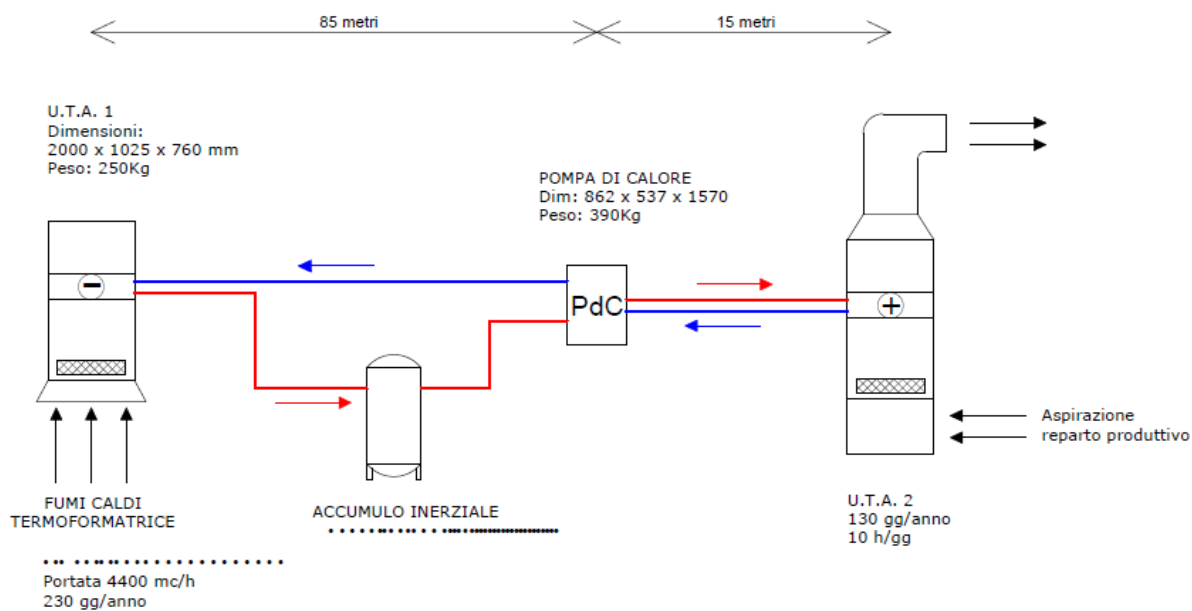 85 metri
15 metri
U.T.A. 1
Dimensioni:
2000 x 1025 x 760 mm
Peso: 250Kg
POMPA DI CALORE
Dim: 862 x 537 x 1570
Peso: 390Kg
−
PdC
+
Aspirazione
reparto produttivo
FUMI CALDI
TERMOFORMATRICE
ACCUMULO INERZIALE
U.T.A. 2
130 gg/anno
10 h/gg
Portata 4400 mc/h
230 gg/anno